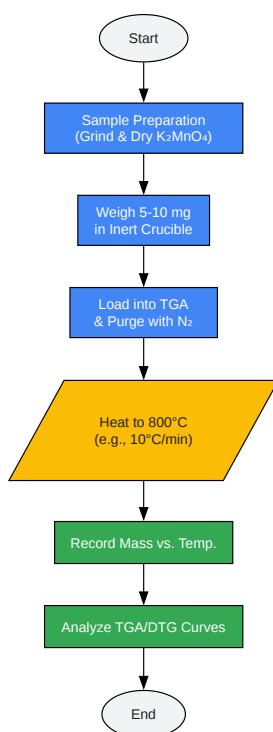 Start
Sample Preparation
(Grind & Dry K₂MnO₄)
Weigh 5-10 mg
in Inert Crucible
Load into TGA
& Purge with N₂
Heat to 800°C
(e.g., 10°C/min)
Record Mass vs. Temp.
Analyze TGA/DTG Curves
End